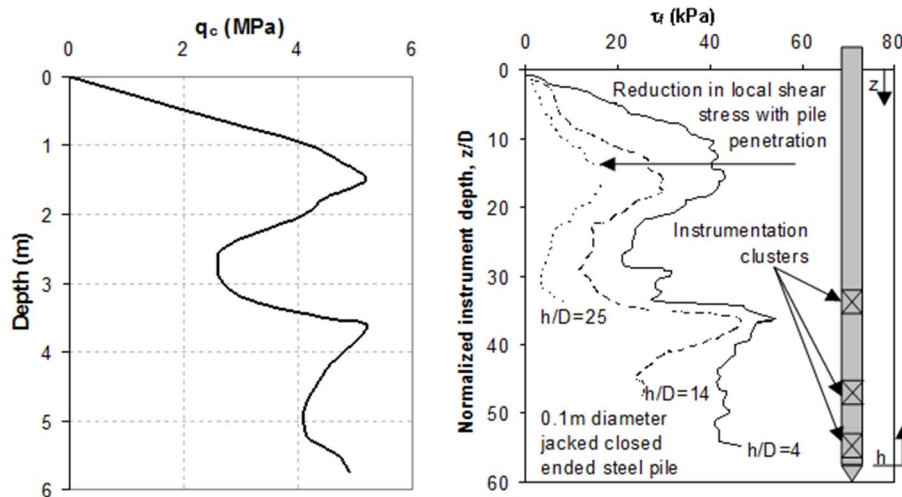 q_c (MPa)
0 2 4 6
0
1
2
3
4
5
6
Depth (m)
τ_f (kPa)
0 20 40 60 80
0
10
20
30
40
50
60
Normalized instrument depth, z/D
Reduction in local shear
stress with pile
penetration
z
Instrumentation
clusters
h/D=25
h/D=14
h/D=4
0.1m diameter
jacked closed
ended steel pile
h